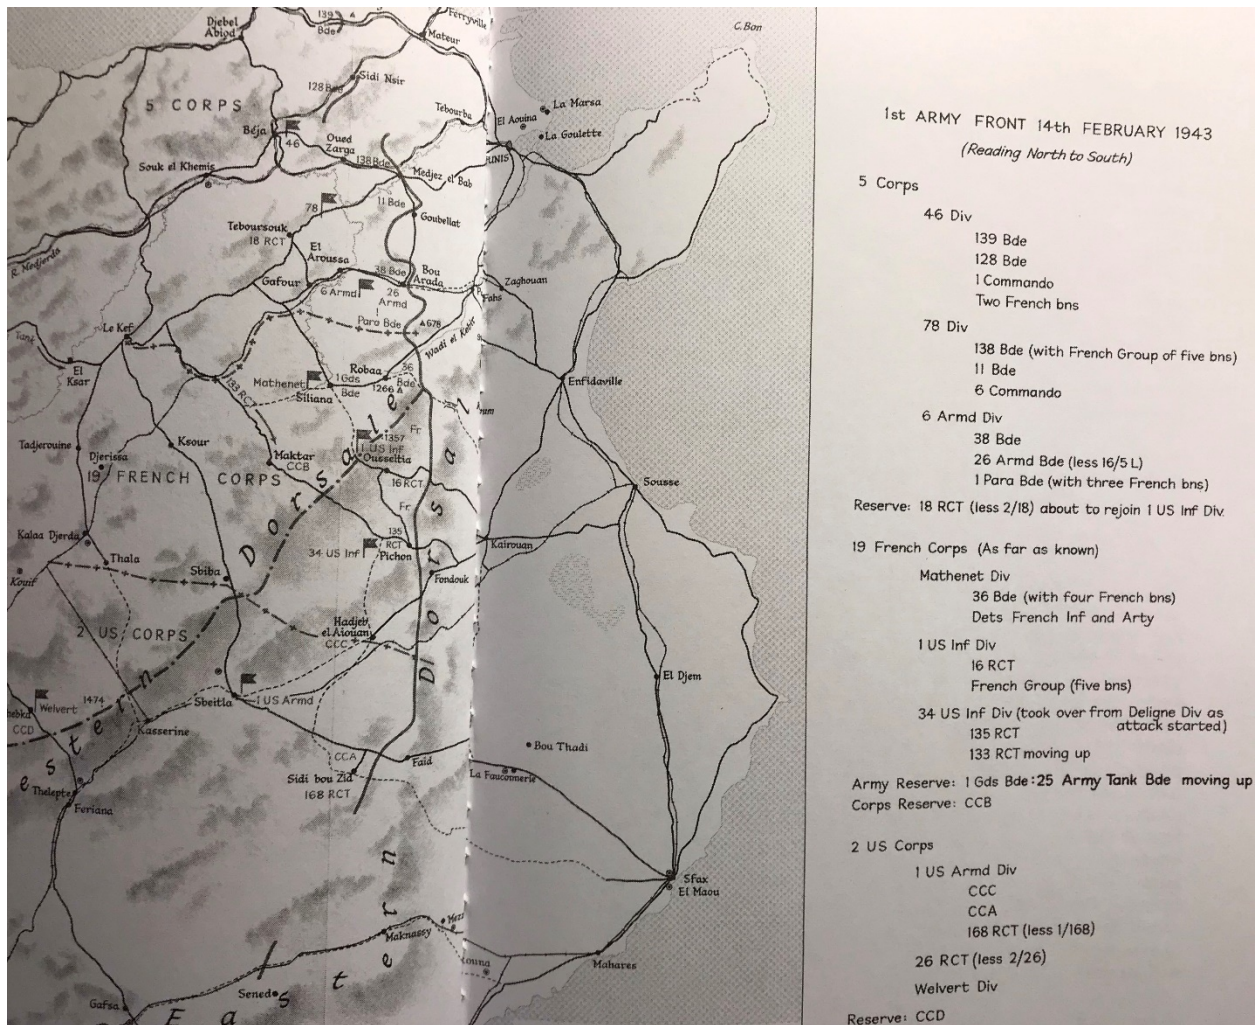 Djebel
Abiod
139
Bde
Ferryville
Mateur
C. Bon
Sidi Nsir
128 Bde
5 CORPS
Tebourba
La Marsa
El Aouina
La Goulette
Béja
46
Oued
Zarga
138 Bde
Medjez el Bab
Souk el Khemis
78
11 Bde
Goubellat
Teboursouk
18 RCT
El
Aroussa
R. Medjerda
38 Bde
Bou
Arada
Gafour
6 Armd
26
Armd
Para Bde
678
Zaghouan
Fahs
Wadi el Kebir
Le Kef
El
Ksar
Robaa
36
Bde
Mathenet
1 Gds
Bde
1266
Siliana
Enfidaville
133 RCT
Fr
1357
1 US Inf
Ousseltia
Tadjerouine
Ksour
Djerissa
Maktar
CCB
19 FRENCH CORPS
16 RCT
Sousse
Fr
Kalaa Djerda
Thala
34 US Inf
135
RCT
Pichon
Kairouan
Kouif
Sbiba
Fondouk
2 US CORPS
Hadjeb
el Aiouan
CCC
El Djem
Welvert
CCD
1474
Sbeitla
1 US Armd
Kasserine
Bou Thadi
CCA
Faid
Sidi bou Zid
168 RCT
La Fauconnerie
Thelepte
Feriana
Sfax
El Maou
Maknassy
Mahares
Sened
Gafsa
Dorsale
Dorsal
estern
Eastern
1st ARMY FRONT 14th FEBRUARY 1943
(Reading North to South)
5 Corps
46 Div
139 Bde
128 Bde
1 Commando
Two French bns
78 Div
138 Bde (with French Group of five bns)
11 Bde
6 Commando
6 Armd Div
38 Bde
26 Armd Bde (less 16/5 L)
1 Para Bde (with three French bns)
Reserve: 18 RCT (less 2/18) about to rejoin 1 US Inf Div.
19 French Corps (As far as known)
Mathenet Div
36 Bde (with four French bns)
Dets French Inf and Arty
1 US Inf Div
16 RCT
French Group (five bns)
34 US Inf Div (took over from Deligne Div as
attack started)
135 RCT
133 RCT moving up
Army Reserve: 1 Gds Bde: 25 Army Tank Bde moving up
Corps Reserve: CCB
2 US Corps
1 US Armd Div
CCC
CCA
168 RCT (less 1/168)
26 RCT (less 2/26)
Welvert Div
Reserve: CCD